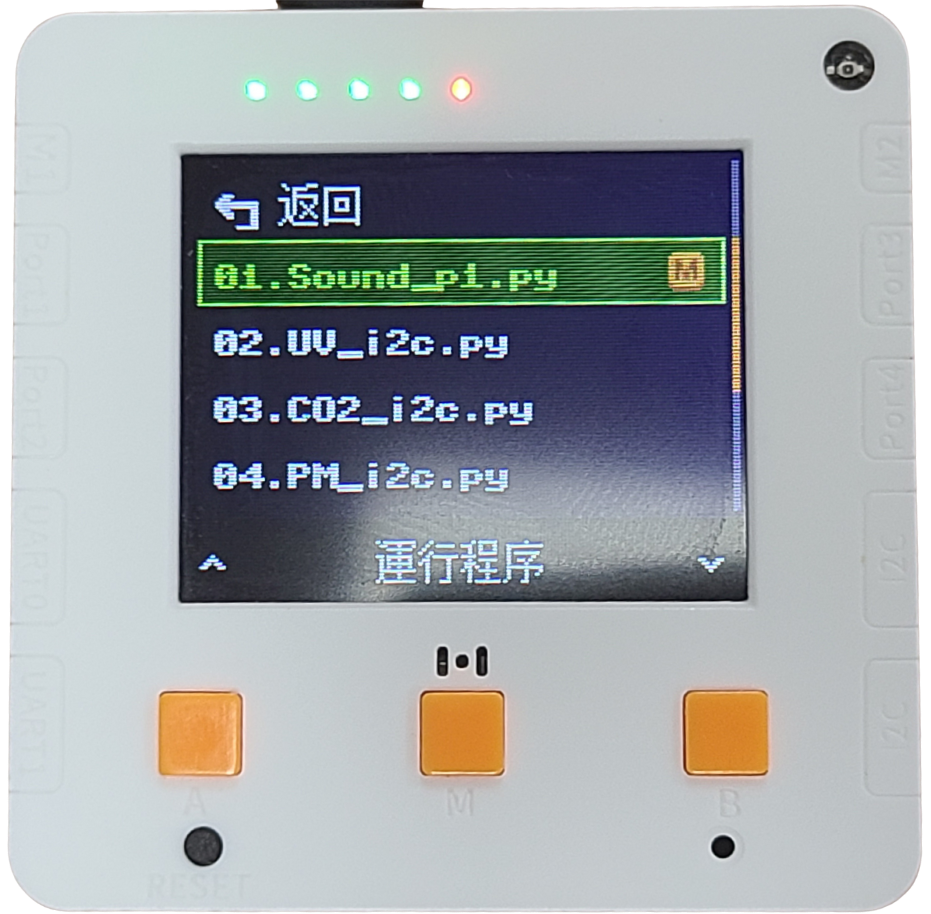 M1
M2
Port1
Port3
Port2
Port4
UART0
I2C
UART1
I2C
返回
01.Sound_pi.py M
02.UV_i2c.py
03.CO2_i2c.py
04.PM_i2c.py
運行程序
A
M
B
RESET